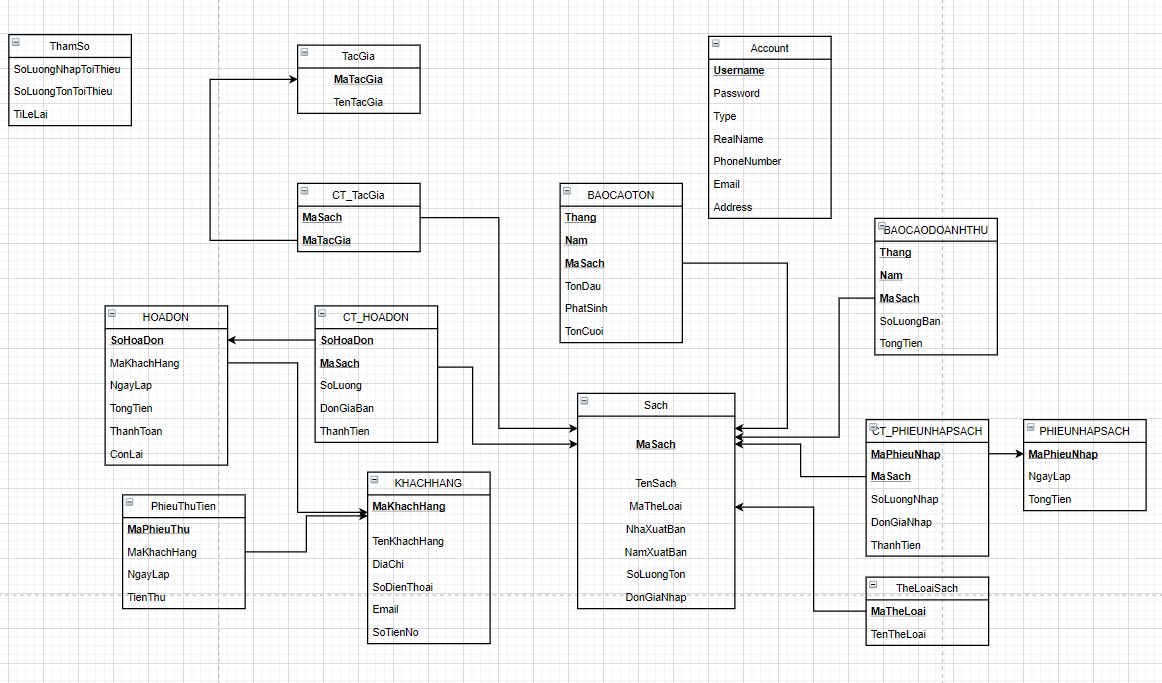 ThamSo
SoLuongNhapToiThieu
SoLuongTonToiThieu
TiLeLai
TacGia
MaTacGia
TenTacGia
Account
Username
Password
Type
RealName
PhoneNumber
Email
Address
CT_TacGia
MaSach
MaTacGia
BAOCAOTON
Thang
Nam
MaSach
TonDau
PhatSinh
TonCuoi
BAOCAODOANHTHU
Thang
Nam
MaSach
SoLuongBan
TongTien
HOADON
SoHoaDon
MaKhachHang
NgayLap
TongTien
ThanhToan
ConLai
CT_HOADON
SoHoaDon
MaSach
SoLuong
DonGiaBan
ThanhTien
Sach
MaSach
TenSach
MaTheLoai
NhaXuatBan
NamXuatBan
SoLuongTon
DonGiaNhap
CT_PHIEUNHAPSACH
MaPhieuNhap
MaSach
SoLuongNhap
DonGiaNhap
ThanhTien
PHIEUNHAPSACH
MaPhieuNhap
NgayLap
TongTien
PhieuThuTien
MaPhieuThu
MaKhachHang
NgayLap
TienThu
KHACHHANG
MaKhachHang
TenKhachHang
DiaChi
SoDienThoai
Email
SoTienNo
TheLoaiSach
MaTheLoai
TenTheLoai